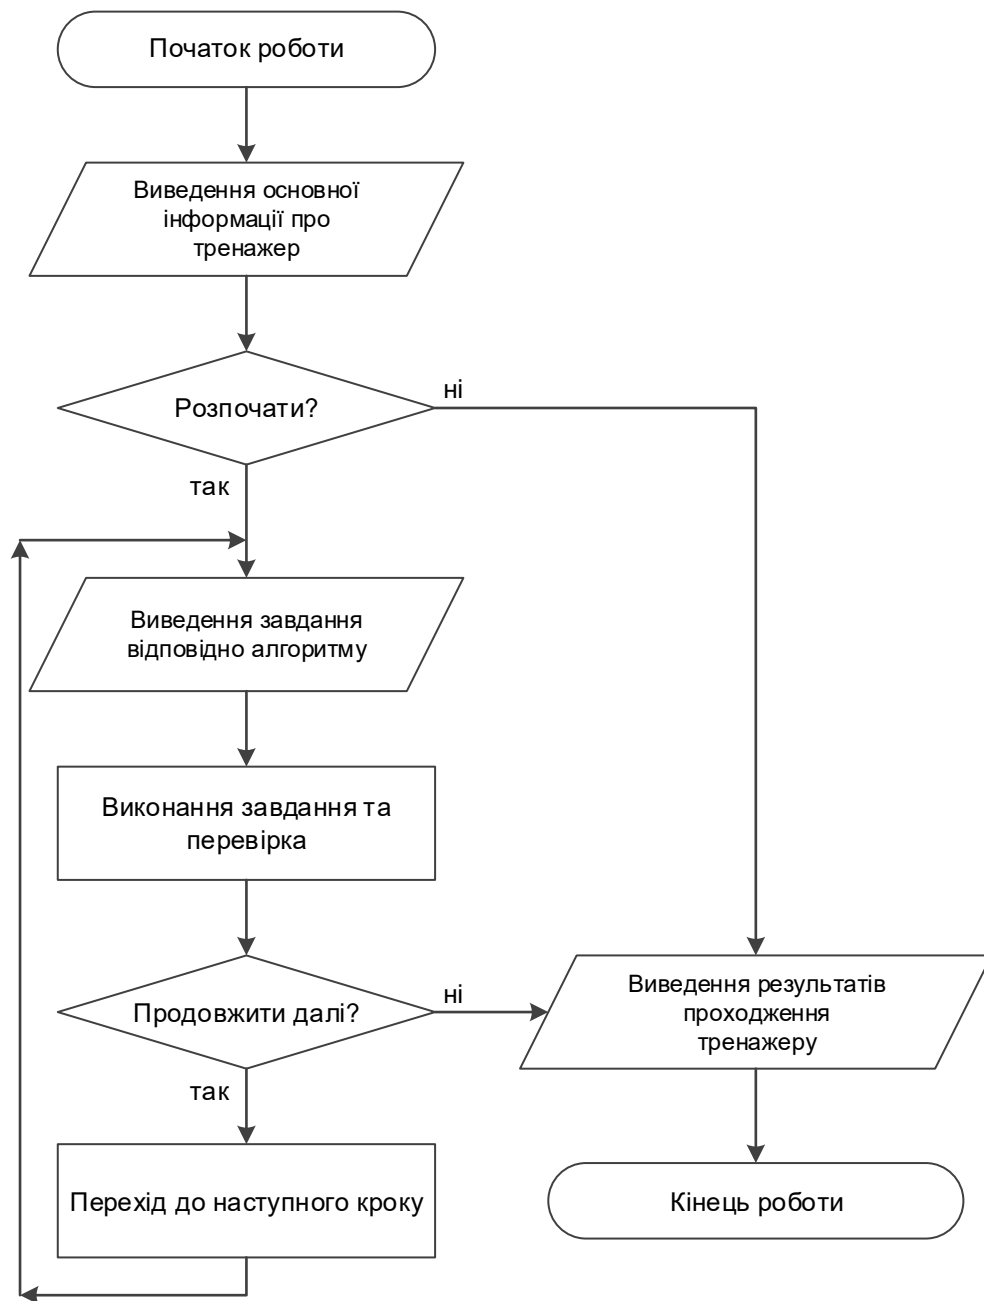 Початок роботи
Виведення основної
інформації про
тренажер
Розпочати?
ні
так
Виведення завдання
відповідно алгоритму
Виконання завдання та
перевірка
Продовжити далі?
ні
так
Виведення результатів
проходження
тренажеру
Перехід до наступного кроку
Кінець роботи